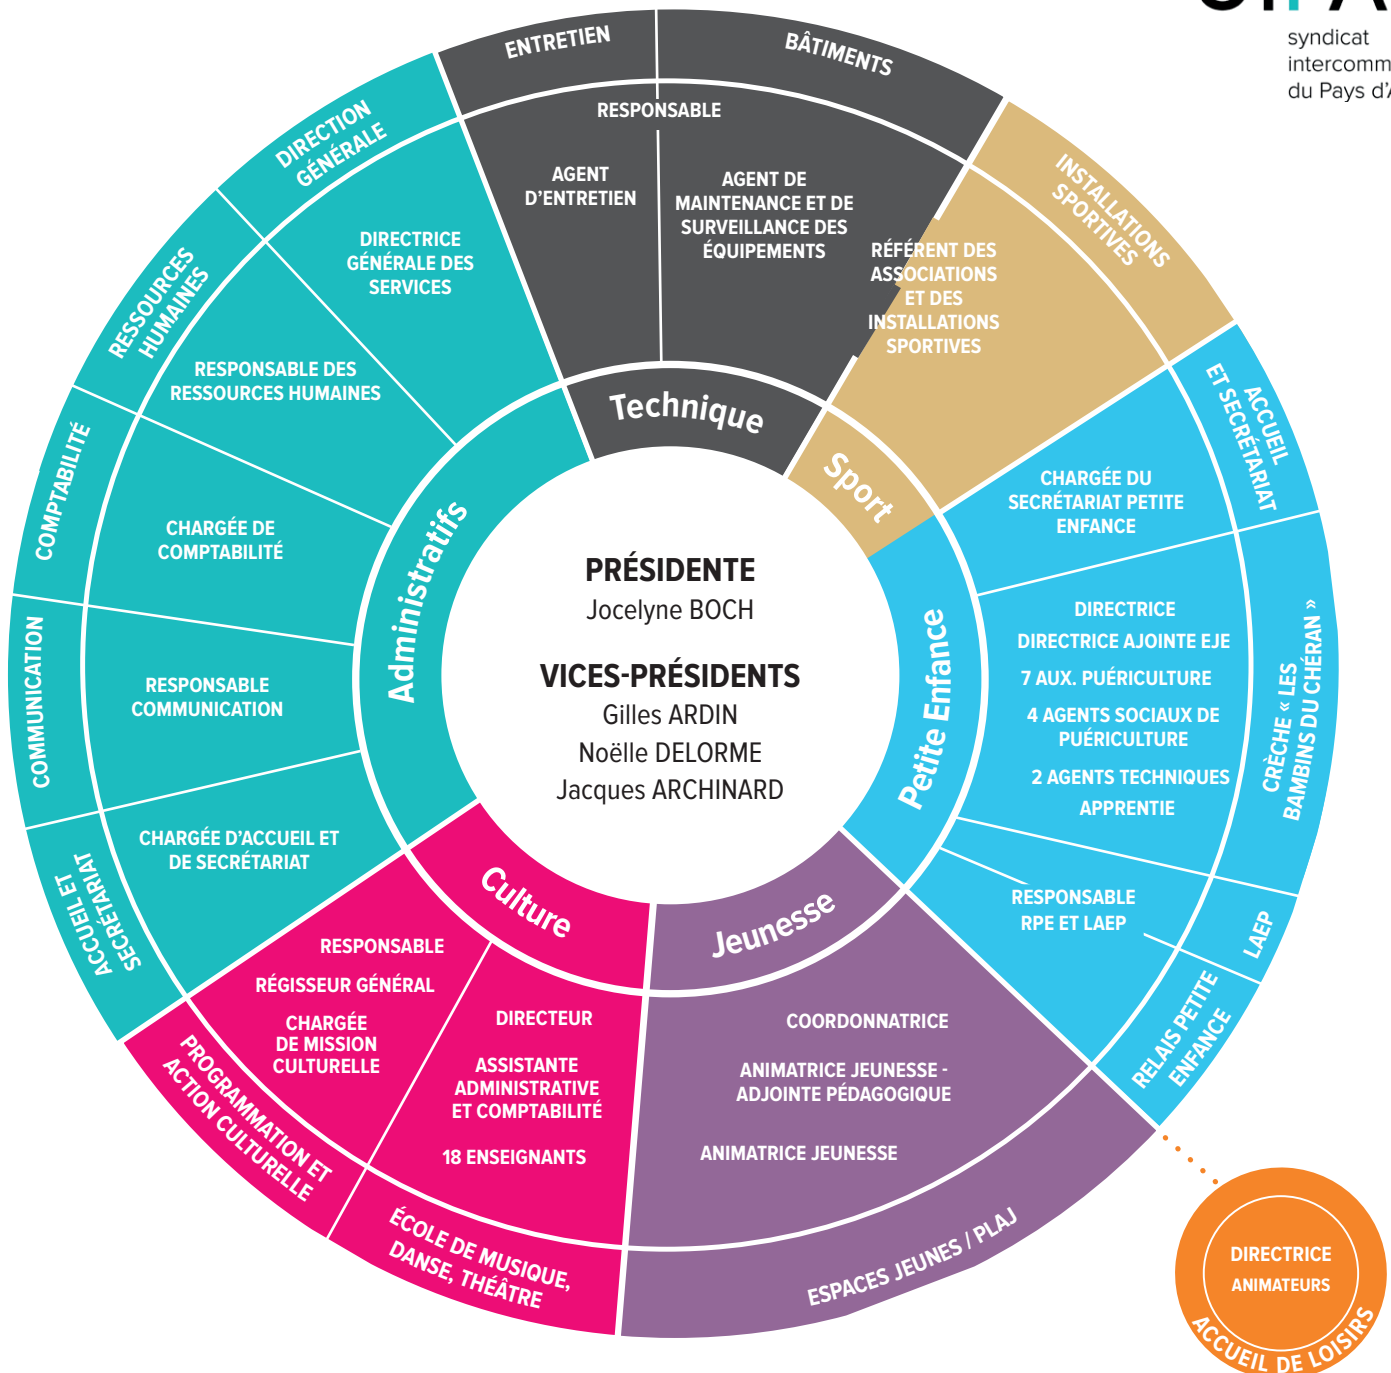 syndicat
intercomm
du Pays d'A
ENTRETIEN
BÂTIMENTS
RESPONSABLE
AGENT
D'ENTRETIEN
AGENT DE
MAINTENANCE ET DE
SURVEILLANCE DES
ÉQUIPEMENTS
Technique
INSTALLATIONS
SPORTIVES
RÉFÉRENT DES
ASSOCIATIONS
ET DES
INSTALLATIONS
SPORTIVES
Sport
ACCUEIL
ET SECRÉTARIAT
CHARGÉE DU
SECRÉTARIAT PETITE
ENFANCE
CRÈCHE « LES
BAMBINS DU CHÉRAN »
DIRECTRICE
DIRECTRICE AJOINTE EJE
7 AUX. PUÉRICULTURE
4 AGENTS SOCIAUX DE
PUÉRICULTURE
2 AGENTS TECHNIQUES
APPRENTIE
LAEP
RELAIS PETITE
ENFANCE
RESPONSABLE
RPE ET LAEP
Petite Enfance
DIRECTRICE
ANIMATEURS
ACCUEIL DE LOISIRS
Jeunesse
COORDONNATRICE
ANIMATRICE JEUNESSE -
ADJOINTE PÉDAGOGIQUE
ANIMATRICE JEUNESSE
ESPACES JEUNES / PLAJ
Culture
DIRECTEUR
ASSISTANTE
ADMINISTRATIVE
ET COMPTABILITÉ
18 ENSEIGNANTS
ÉCOLE DE MUSIQUE,
DANSE, THÉÂTRE
RESPONSABLE
RÉGISSEUR GÉNÉRAL
CHARGÉE
DE MISSION
CULTURELLE
PROGRAMMATION ET
ACTION CULTURELLE
Administratifs
ACCUEIL ET
SECRÉTARIAT
CHARGÉE D'ACCUEIL ET
DE SECRÉTARIAT
COMMUNICATION
RESPONSABLE
COMMUNICATION
COMPTABILITÉ
CHARGÉE DE
COMPTABILITÉ
RESSOURCES
HUMAINES
RESPONSABLE DES
RESSOURCES HUMAINES
DIRECTION
GÉNÉRALE
DIRECTRICE
GÉNÉRALE DES
SERVICES
PRÉSIDENTE
Jocelyne BOCH
VICES-PRÉSIDENTS
Gilles ARDIN
Noëlle DELORME
Jacques ARCHINARD